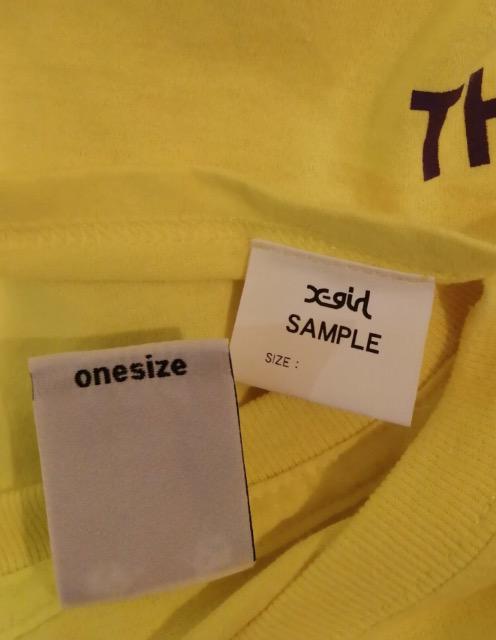 TH
X-girl
SAMPLE
SIZE :
onesize